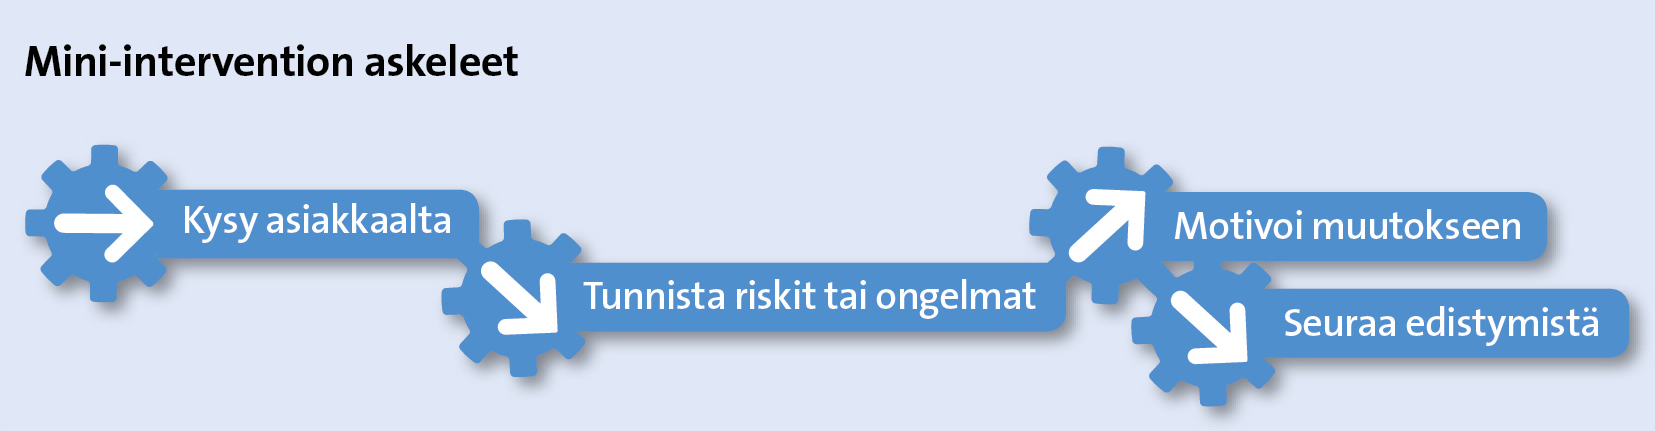 Mini-intervention askeleet
Kysy asiakkaalta
Tunnista riskit tai ongelmat
Motivoi muutokseen
Seuraa edistymistä